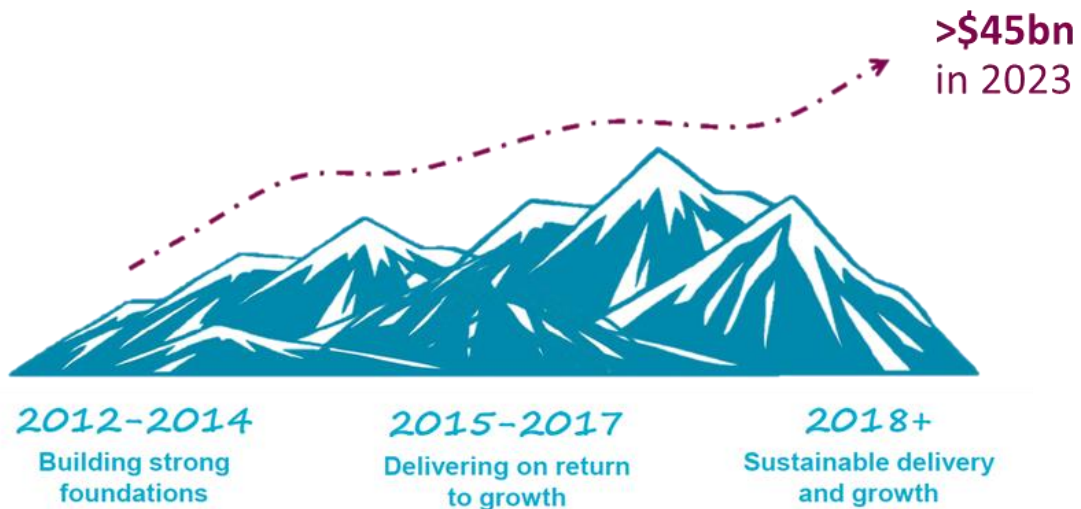 >$45bn
in 2023
2012-2014
Building strong
foundations
2015-2017
Delivering on return
to growth
2018+
Sustainable delivery
and growth